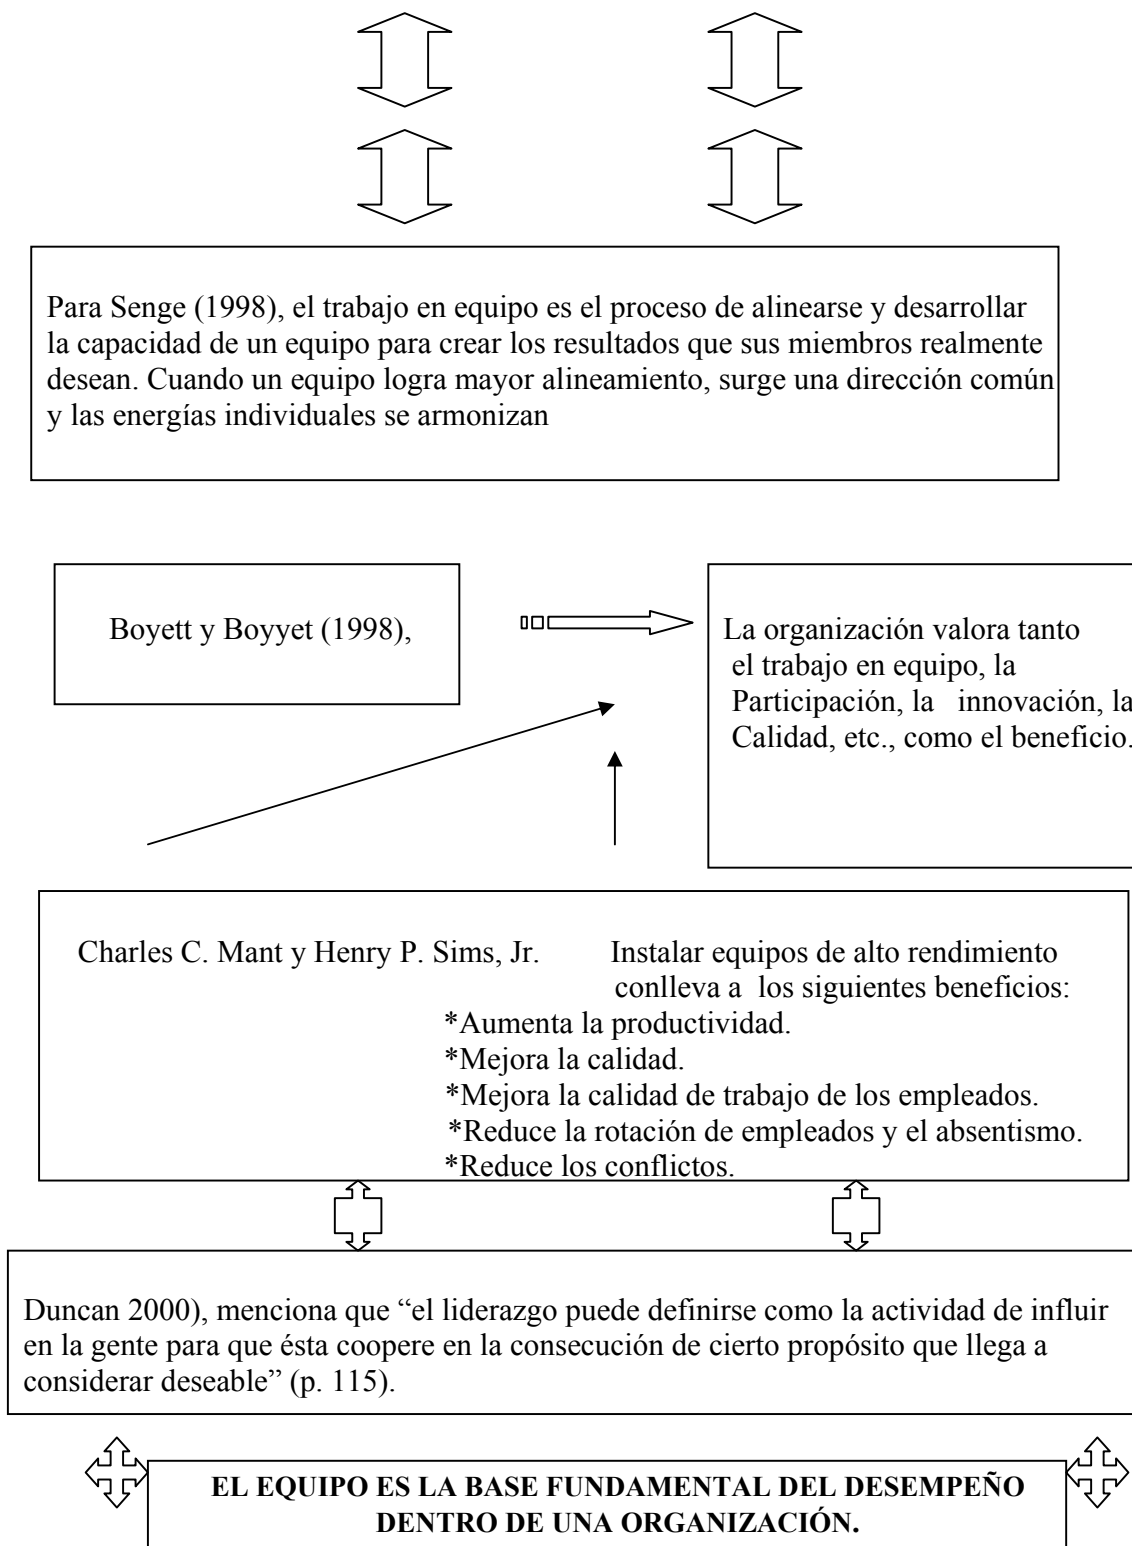 Para Senge (1998), el trabajo en equipo es el proceso de alinearse y desarrollar
la capacidad de un equipo para crear los resultados que sus miembros realmente
desean. Cuando un equipo logra mayor alineamiento, surge una dirección común
y las energías individuales se armonizan
Boyett y Boyyet (1998),
La organización valora tanto
el trabajo en equipo, la
Participación, la innovación, la
Calidad, etc., como el beneficio.
Charles C. Mant y Henry P. Sims, Jr. Instalar equipos de alto rendimiento
conlleva a los siguientes beneficios:
*Aumenta la productividad.
*Mejora la calidad.
*Mejora la calidad de trabajo de los empleados.
*Reduce la rotación de empleados y el absentismo.
*Reduce los conflictos.
Duncan 2000), menciona que “el liderazgo puede definirse como la actividad de influir
en la gente para que ésta coopere en la consecución de cierto propósito que llega a
considerar deseable” (p. 115).
EL EQUIPO ES LA BASE FUNDAMENTAL DEL DESEMPEÑO
DENTRO DE UNA ORGANIZACIÓN.